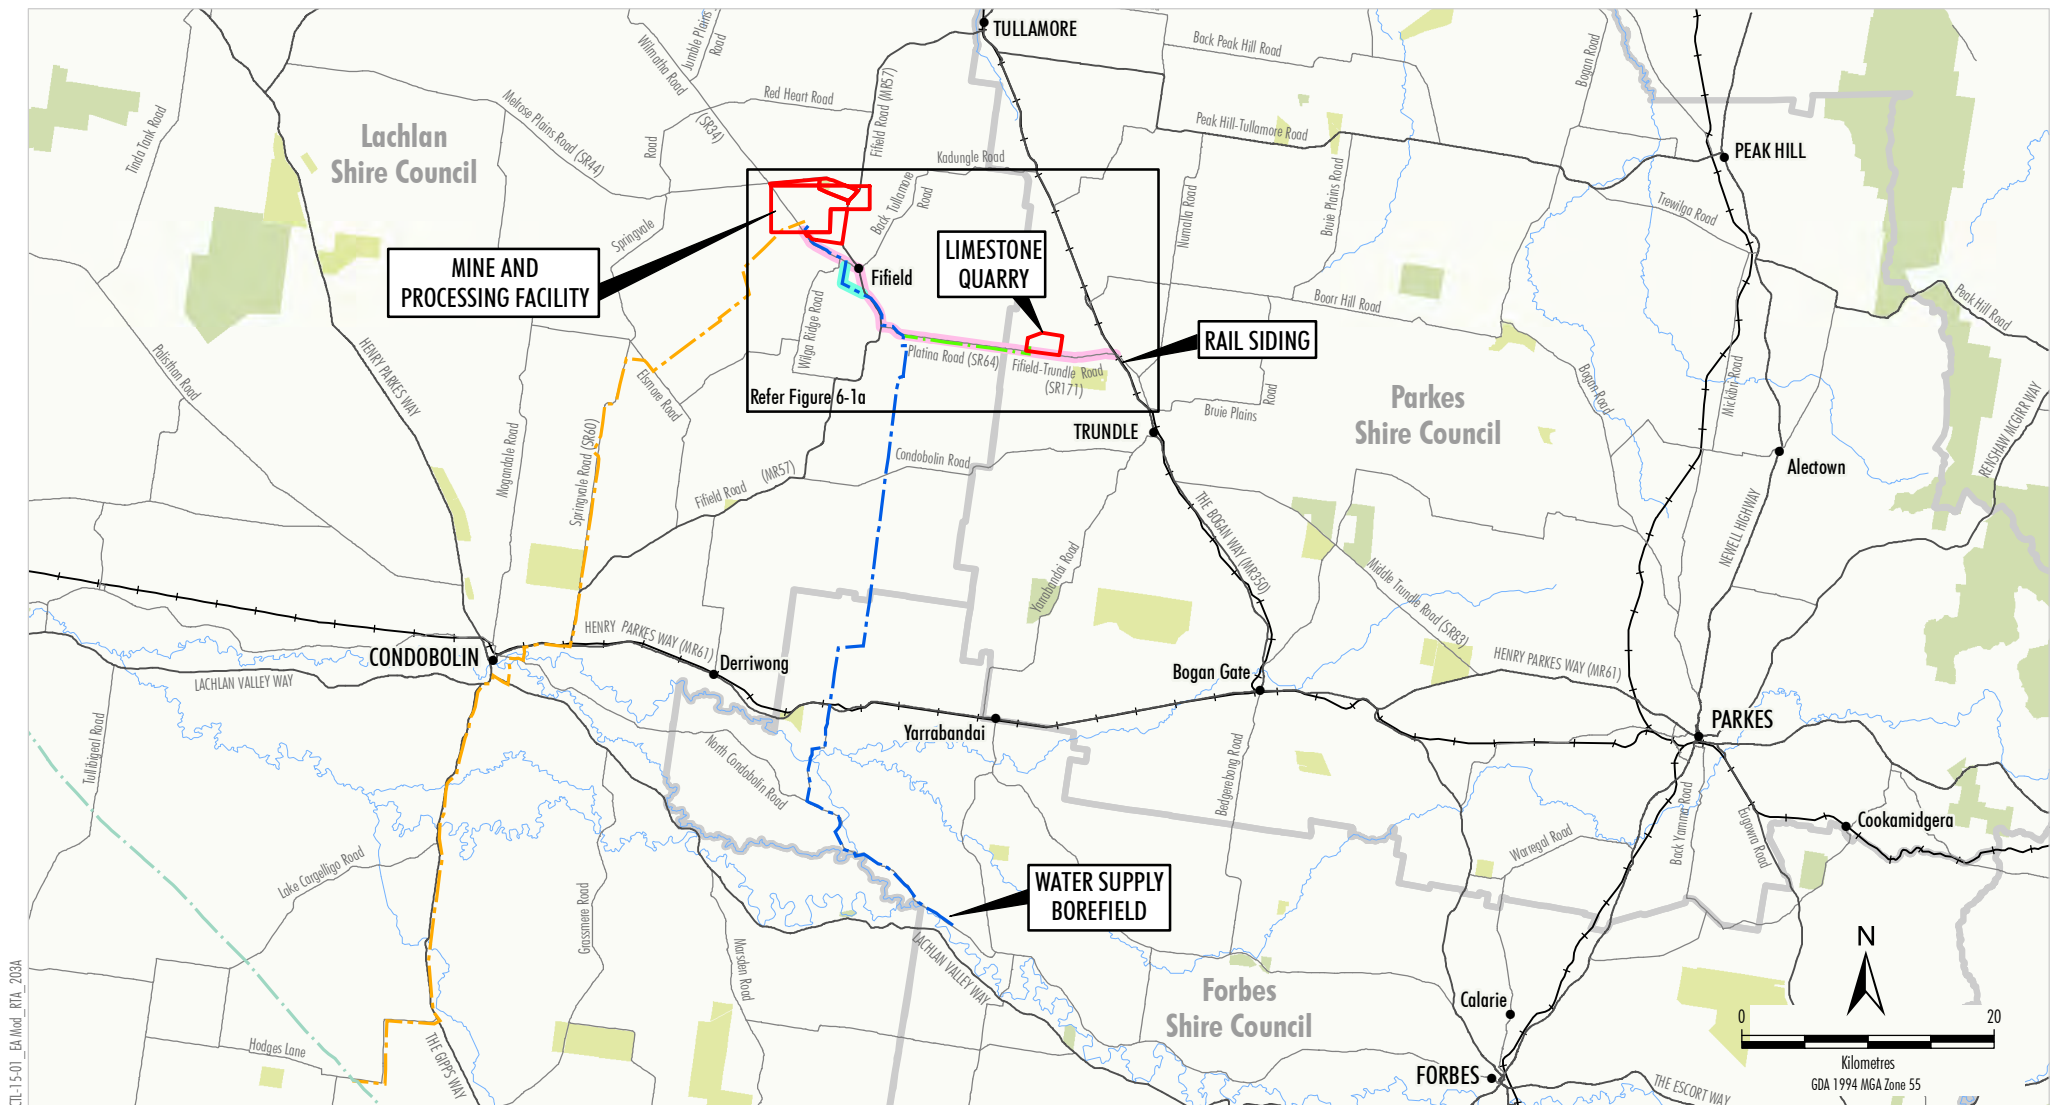 TULLAMORE
Jumble Plains
Road
Wilmatha Road
(SR34)
Back Peak Hill Road
Bogan Road
Tinda Tank Road
Lachlan
Shire Council
Melrose Plains Road (SR44)
Road
Springvale
Red Heart Road
Fifield Road (MR57)
Kadungle Road
Peak Hill-Tullamore Road
Bruie Plains Road
PEAK HILL
Trewilga Road
Back Tullamore
Road
Numalla Road
MINE AND
PROCESSING FACILITY
LIMESTONE
QUARRY
Fifield
Wilga Ridge Road
Boorr Hill Road
Peak Hill Road
RAIL SIDING
Platina Road (SR64)
Fifield-Trundle Road
(SR171)
Refer Figure 6-1a
Polisthon Road
HENRY PARKES WAY
Elsmore Road
Bruie Plains
Road
Parkes
Shire Council
Bogan Road
Mickibri Road
RENSHAW MCGIRR WAY
TRUNDLE
Mogandale Road
Springvale Road (SR60)
Fifield Road
(MR57)
Condobolin Road
Alectown
THE BOGAN WAY (MR350)
NEWELL HIGHWAY
Yarrabandai Road
Middle Trundle Road (SR83)
HENRY PARKES WAY (MR61)
CONDOBOLIN
Derriwong
LACHLAN VALLEY WAY
Bogan Gate
HENRY PARKES WAY (MR61)
PARKES
Yarrabandai
Tullibigeal Road
North Condobolin Road
Bedgerebong Road
Back Yamma Road
Eugowra Road
Cookamidgera
Warregal Road
Lake Cargelligo Road
WATER SUPPLY
BOREFIELD
Grassmere Road
Marsden Road
LACHLAN VALLEY WAY
Forbes
Shire Council
Calarie
Hodges Lane
THE GIPPS WAY
FORBES
THE ESCORT WAY
N
0
20
Kilometres
GDA 1994 MGA Zone 55
CTL-15-01_EA Mod_RTA_203A